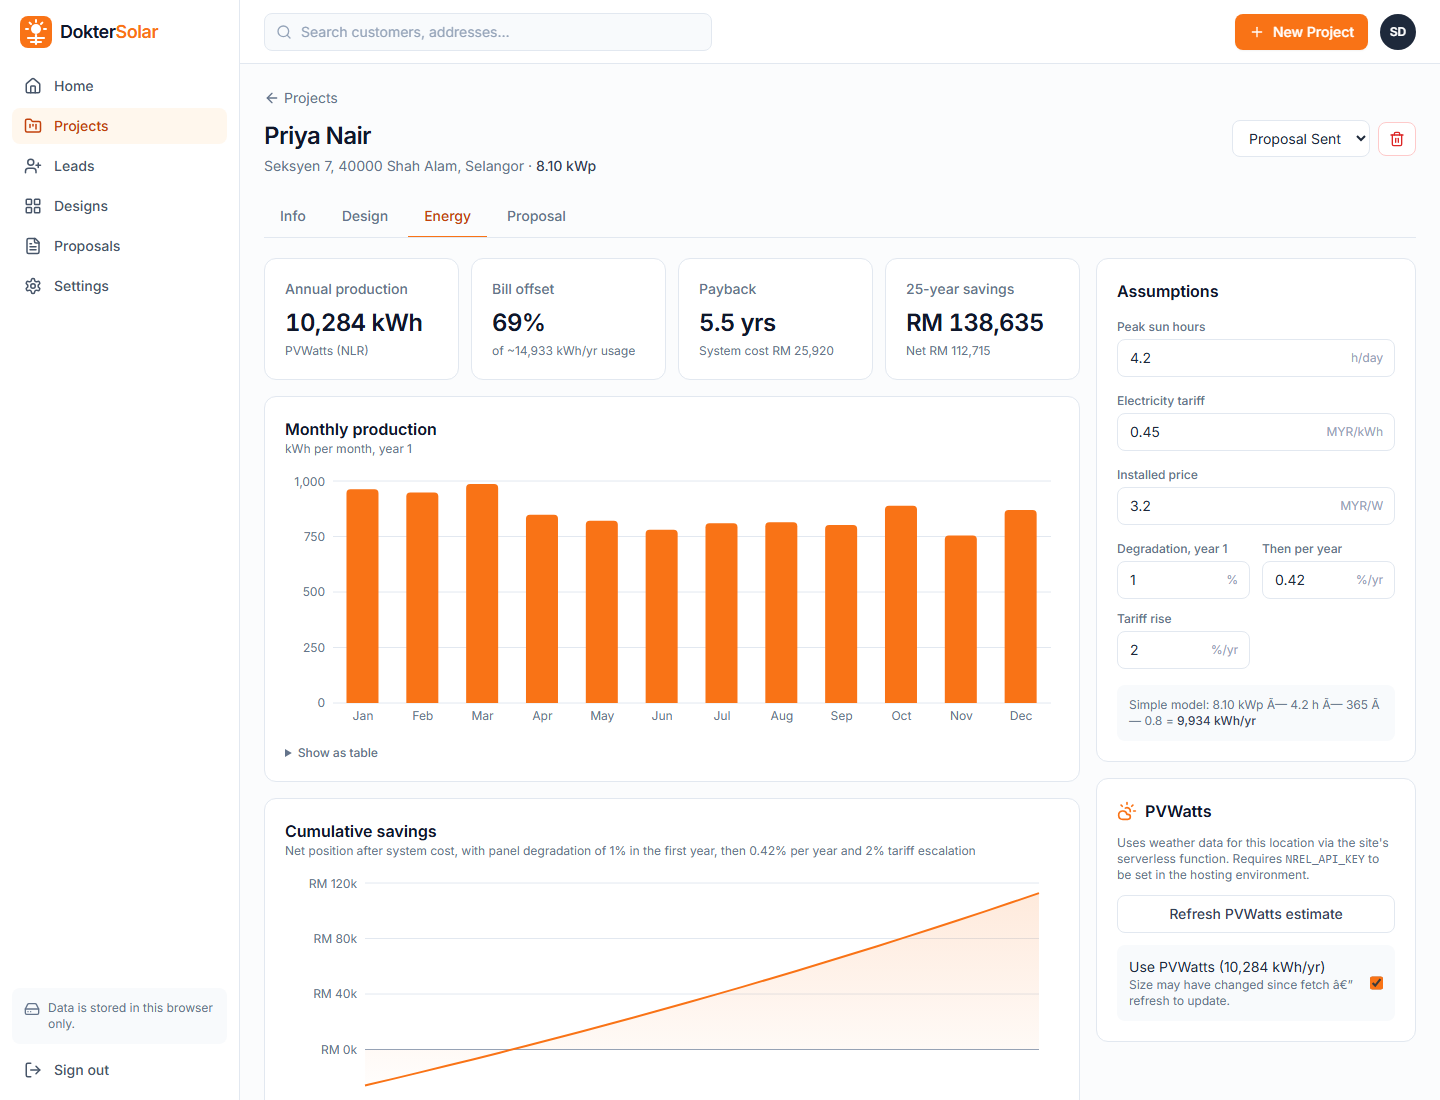 DokterSolar
Search customers, addresses...
New Project
SD
Home
Projects
Leads
Designs
Proposals
Settings
Data is stored in this browser
only.
Sign out
Projects
Priya Nair
Seksyen 7, 40000 Shah Alam, Selangor · 8.10 kWp
Proposal Sent
Info
Design
Energy
Proposal
Annual production
10,284 kWh
PVWatts (NLR)
Bill offset
69%
of ~14,933 kWh/yr usage
Payback
5.5 yrs
System cost RM 25,920
25-year savings
RM 138,635
Net RM 112,715
Monthly production
kWh per month, year 1
1,000
750
500
250
0
Jan Feb Mar Apr May Jun Jul Aug Sep Oct Nov Dec
Show as table
Cumulative savings
Net position after system cost, with panel degradation of 1% in the first year, then 0.42% per year and 2% tariff escalation
RM 120k
RM 80k
RM 40k
RM 0k
Assumptions
Peak sun hours
4.2 h/day
Electricity tariff
0.45 MYR/kWh
Installed price
3.2 MYR/W
Degradation, year 1 Then per year
1 % 0.42 %/yr
Tariff rise
2 %/yr
Simple model: 8.10 kWp Ã— 4.2 h Ã— 365 Ã
— 0.8 = 9,934 kWh/yr
PVWatts
Uses weather data for this location via the site's
serverless function. Requires NREL_API_KEY to
be set in the hosting environment.
Refresh PVWatts estimate
Use PVWatts (10,284 kWh/yr)
Size may have changed since fetch â€”
refresh to update.